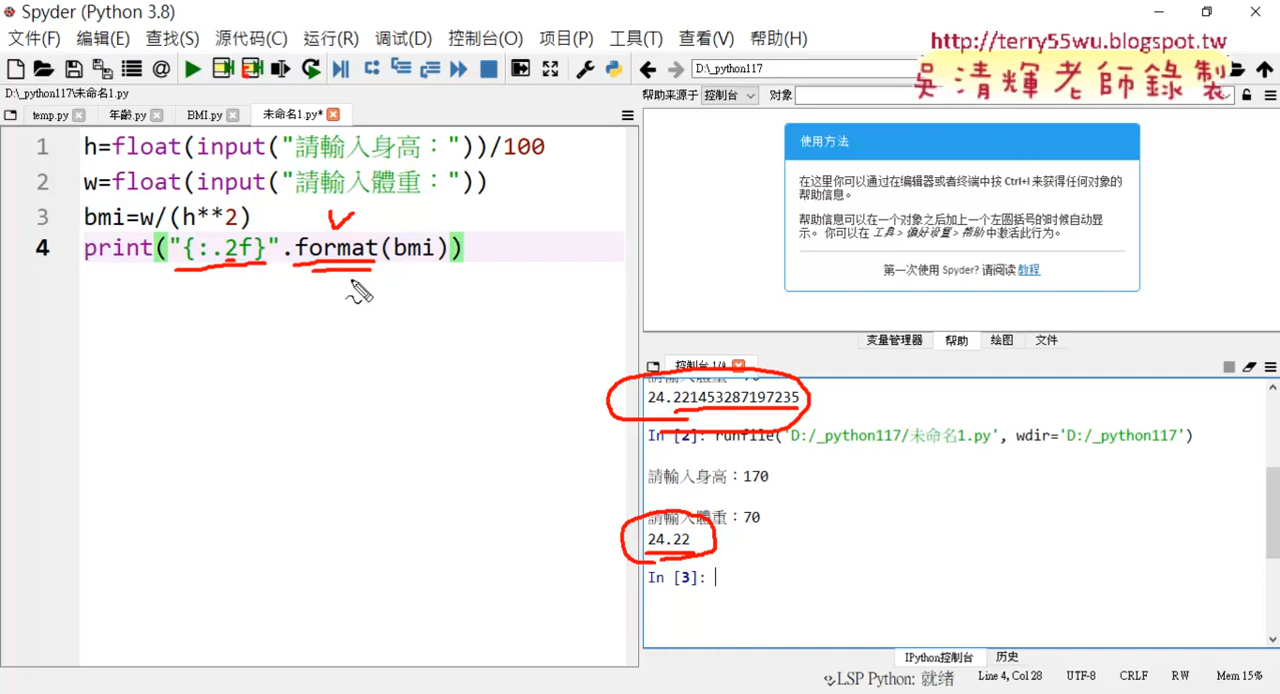 Spyder (Python 3.8)
文件(F) 编辑(E) 查找(S) 源代码(C) 运行(R) 调试(D) 控制台(O) 项目(P) 工具(T) 查看(V) 帮助(H)
http://terry55wu.blogspot.tw
吳清輝老師錄製
D:\_python117
D:\_python117\未命名1.py
帮助来源于 控制台 对象
temp.py 年齡.py BMI.py 未命名1.py*
1 h=float(input("請輸入身高："))/100
2 w=float(input("請輸入體重："))
3 bmi=w/(h**2)
4 print("{:.2f}".format(bmi))
使用方法
在这里你可以通过在编辑器或者终端中按 Ctrl+I 来获得任何对象的
帮助信息。
帮助信息可以在一个对象之后加上一个左圆括号的时候自动显
示。 你可以在 工具 > 偏好设置 > 帮助 中激活此行为。
第一次使用 Spyder? 请阅读 教程
变量管理器 帮助 绘图 文件
控制台 1/A
請輸入體重：70
24.221453287197235
In [2]: runfile('D:/_python117/未命名1.py', wdir='D:/_python117')
請輸入身高：170
請輸入體重：70
24.22
In [3]:
IPython控制台 历史
LSP Python: 就绪 Line 4, Col 28 UTF-8 CRLF RW Mem 15%